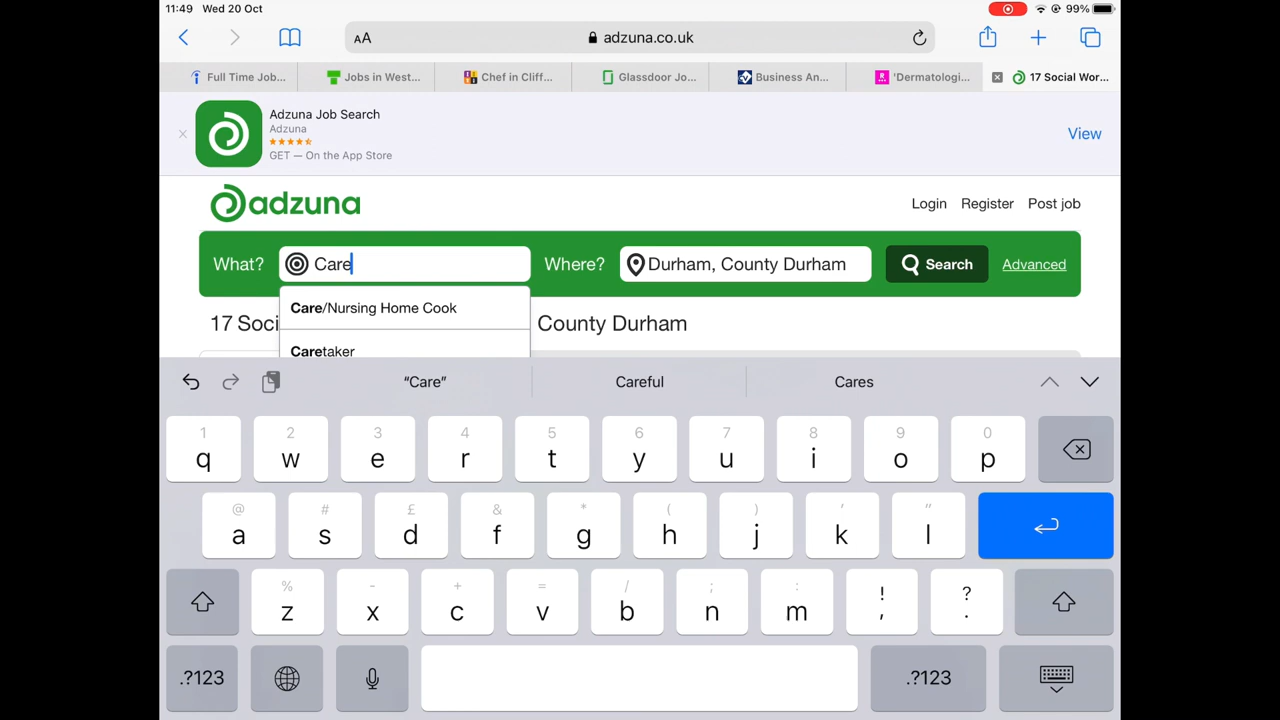 11:49 Wed 20 Oct 99%
AA adzuna.co.uk
Full Time Job... Jobs in West... Chef in Cliff... Glassdoor Jo... Business An... 'Dermatologi... 17 Social Wor...
Adzuna Job Search
Adzuna
GET — On the App Store
View
adzuna
Login Register Post job
What? Care Where? Durham, County Durham Search Advanced
Care/Nursing Home Cook
17 Soci County Durham
Caretaker
"Care" Careful Cares
1 2 3 4 5 6 7 8 9 0
q w e r t y u i o p
@ # £ & * ( ) ' "
a s d f g h j k l
% - + = / ; : ! ?
z x c v b n m , .
.?123 .?123